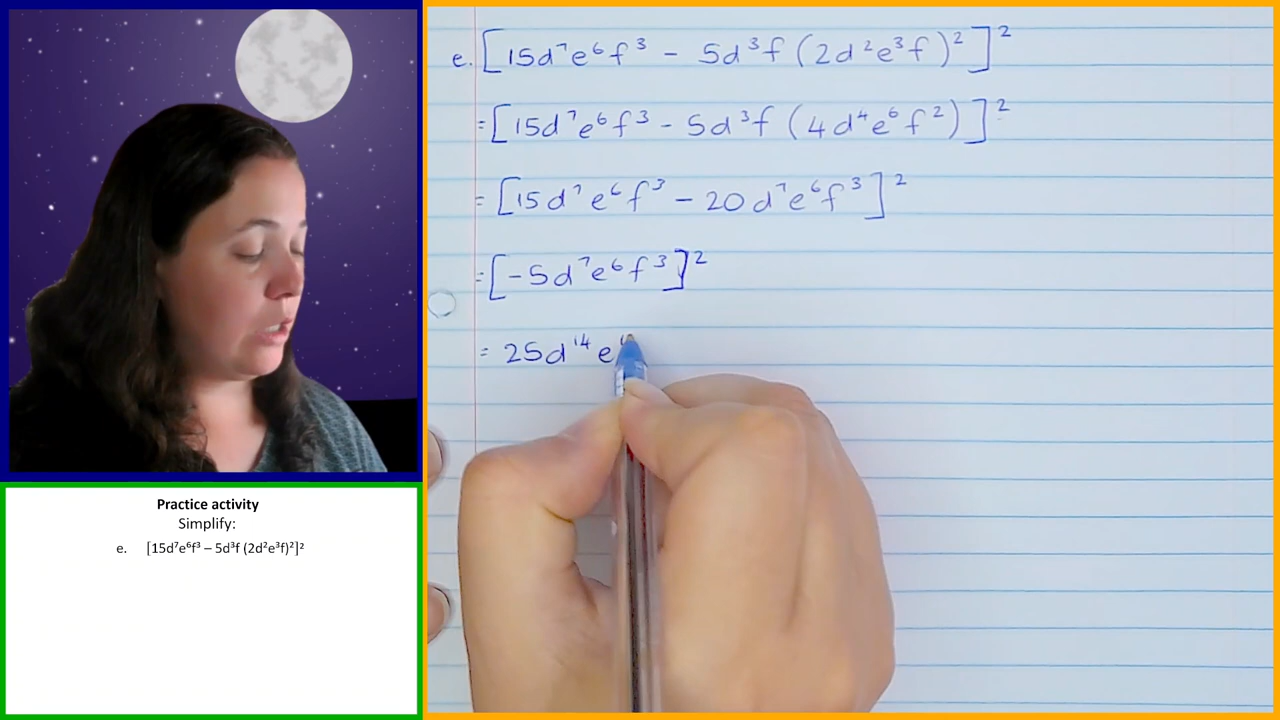 Practice activity
Simplify:
e. [15d⁷e⁶f³ – 5d³f (2d²e³f)²]²
e. [15d⁷e⁶f³ - 5d³f (2d²e³f)²]²
=[15d⁷e⁶f³ - 5d³f (4d⁴e⁶f²)]²
= [15d⁷e⁶f³ - 20d⁷e⁶f³]²
=[-5d⁷e⁶f³]²
= 25d¹⁴e